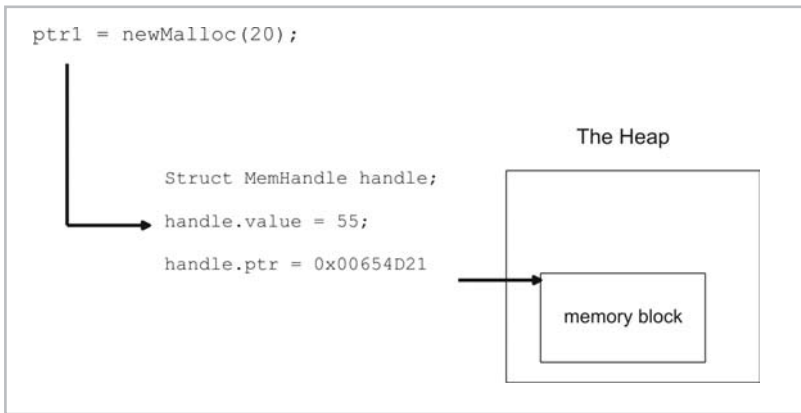 ptr1 = newMalloc(20);
The Heap
Struct MemHandle handle;
handle.value = 55;
handle.ptr = 0x00654D21
memory block